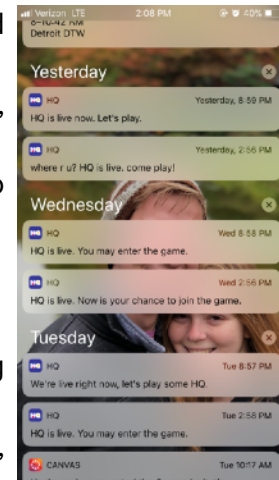 Verizon LTE 2:08 PM 40%
Detroit DTW
Yesterday
HQ Yesterday, 8:59 PM
HQ is live now. Let's play.
HQ Yesterday, 2:56 PM
where r u? HQ is live, come play!
Wednesday
HQ Wed 8:58 PM
HQ is live. You may enter the game.
HQ Wed 2:56 PM
HQ is live. Now is your chance to join the game.
Tuesday
HQ Tue 8:57 PM
We're live right now, let's play some HQ.
HQ Tue 2:58 PM
HQ is live. You may enter the game.
CANVAS Tue 10:17 AM